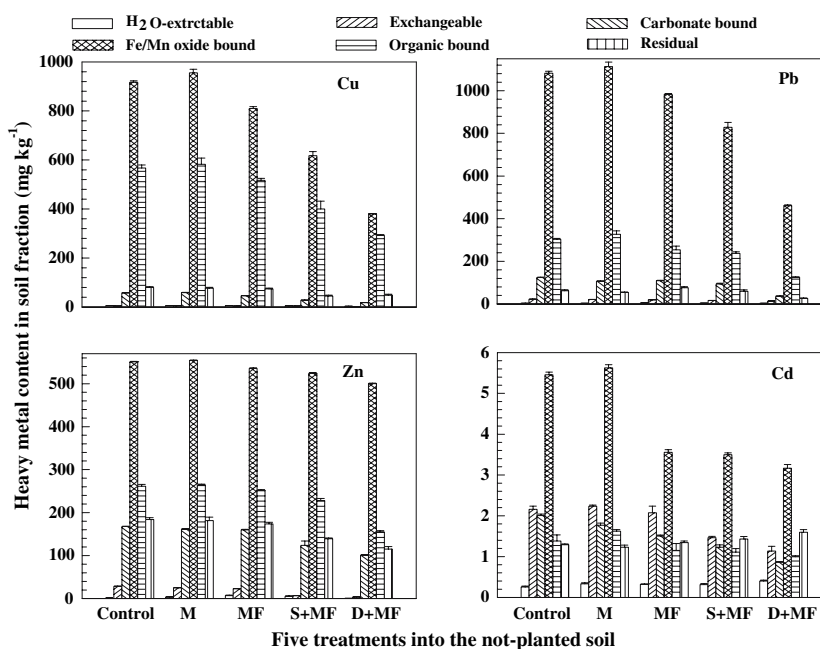 H2O-extrctable Exchangeable Carbonate bound
Fe/Mn oxide bound Organic bound Residual
Heavy metal content in soil fraction (mg kg-1)
Cu
1000
800
600
400
200
0
Pb
1000
800
600
400
200
0
Zn
500
400
300
200
100
0
Control M MF S+MF D+MF
Cd
6
5
4
3
2
1
0
Control M MF S+MF D+MF
Five treatments into the not-planted soil